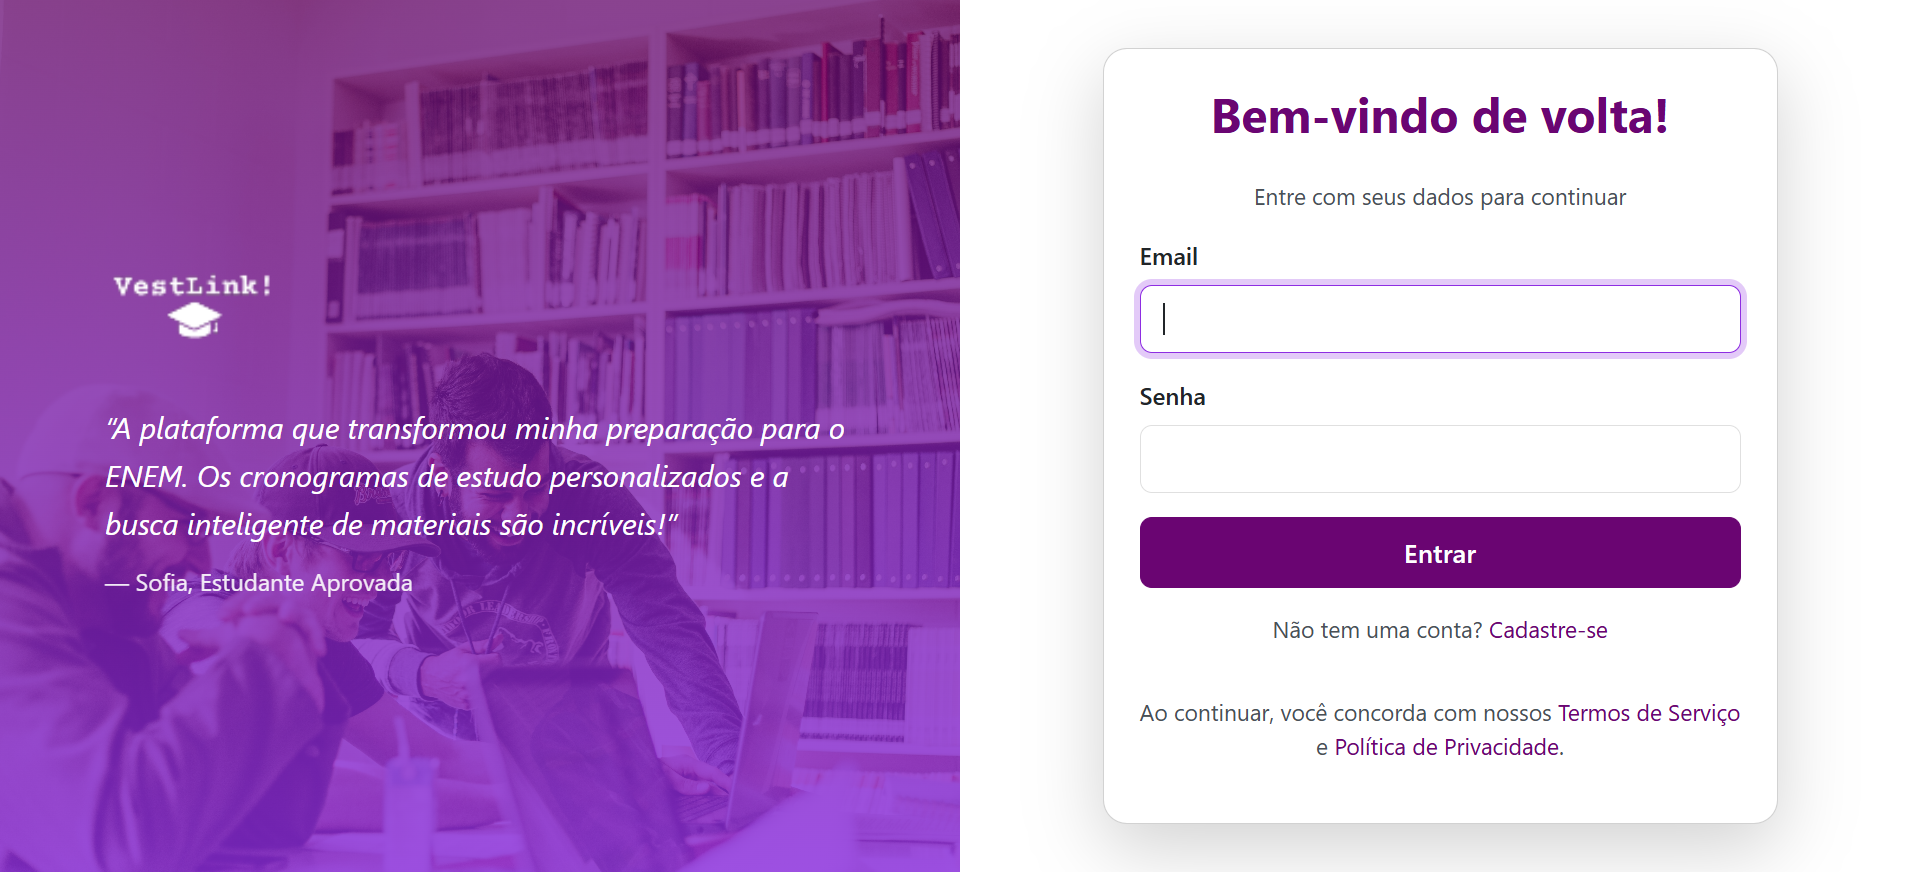 VestLink!
“A plataforma que transformou minha preparação para o
ENEM. Os cronogramas de estudo personalizados e a
busca inteligente de materiais são incríveis!”
— Sofia, Estudante Aprovada
Bem-vindo de volta!
Entre com seus dados para continuar
Email
Senha
Entrar
Não tem uma conta? Cadastre-se
Ao continuar, você concorda com nossos Termos de Serviço
e Política de Privacidade.